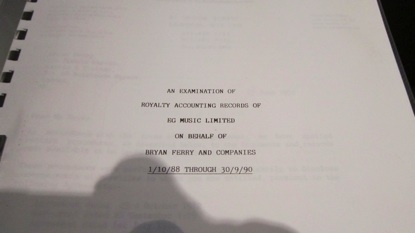 AN EXAMINATION OF
ROYALTY ACCOUNTING RECORDS OF
EG MUSIC LIMITED
ON BEHALF OF
BRYAN FERRY AND COMPANIES
1/10/88 THROUGH 30/9/90